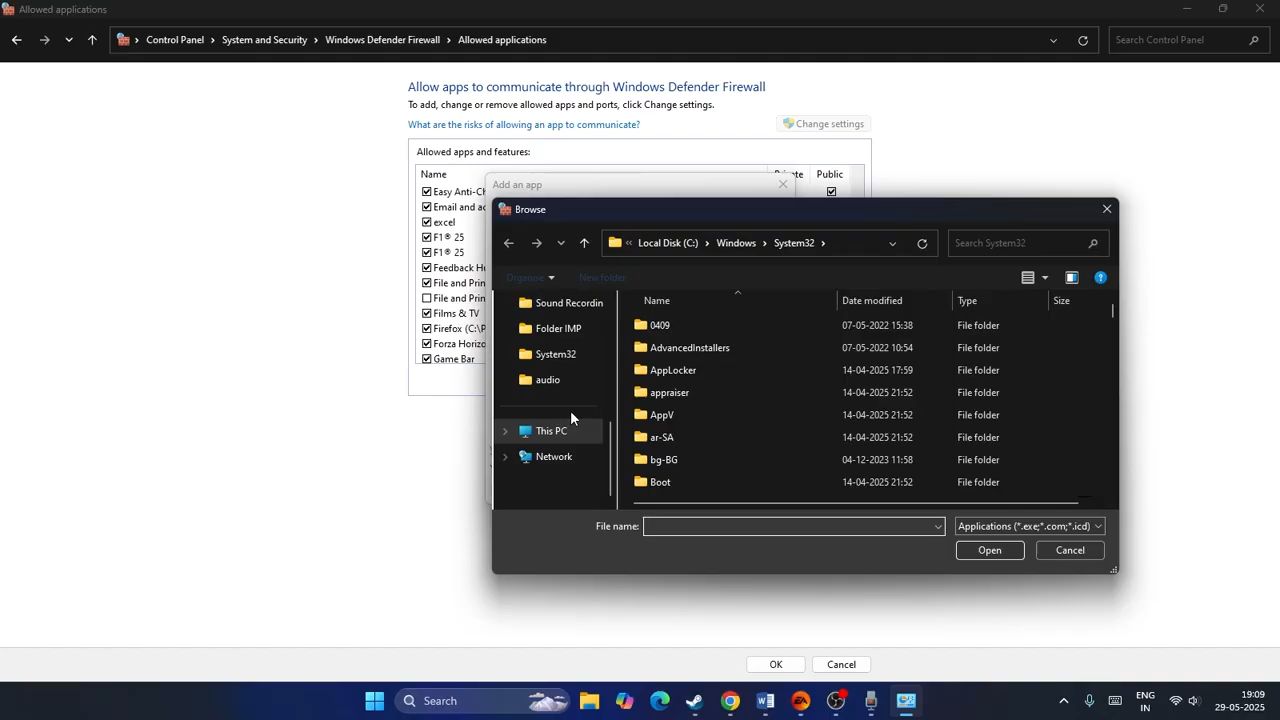 Allowed applications
Control Panel > System and Security > Windows Defender Firewall > Allowed applications
Search Control Panel
Allow apps to communicate through Windows Defender Firewall
To add, change or remove allowed apps and ports, click Change settings.
What are the risks of allowing an app to communicate?
Change settings
Allowed apps and features:
Name
Public
Easy Anti-Ch
Email and ac
excel
F1® 25
F1® 25
Feedback Hu
File and Prin
File and Prin
Films & TV
Firefox (C:\P
Forza Horizo
Game Bar
Add an app
Browse
« Local Disk (C:) > Windows > System32 >
Search System32
Organise
New folder
Sound Recordin
Folder IMP
System32
audio
This PC
Network
Name Date modified Type Size
0409 07-05-2022 15:38 File folder
AdvancedInstallers 07-05-2022 10:54 File folder
AppLocker 14-04-2025 17:59 File folder
appraiser 14-04-2025 21:52 File folder
AppV 14-04-2025 21:52 File folder
ar-SA 14-04-2025 21:52 File folder
bg-BG 04-12-2023 11:58 File folder
Boot 14-04-2025 21:52 File folder
File name:
Applications (*.exe;*.com;*.icd)
Open Cancel
OK Cancel
Search
ENG
IN
19:09
29-05-2025